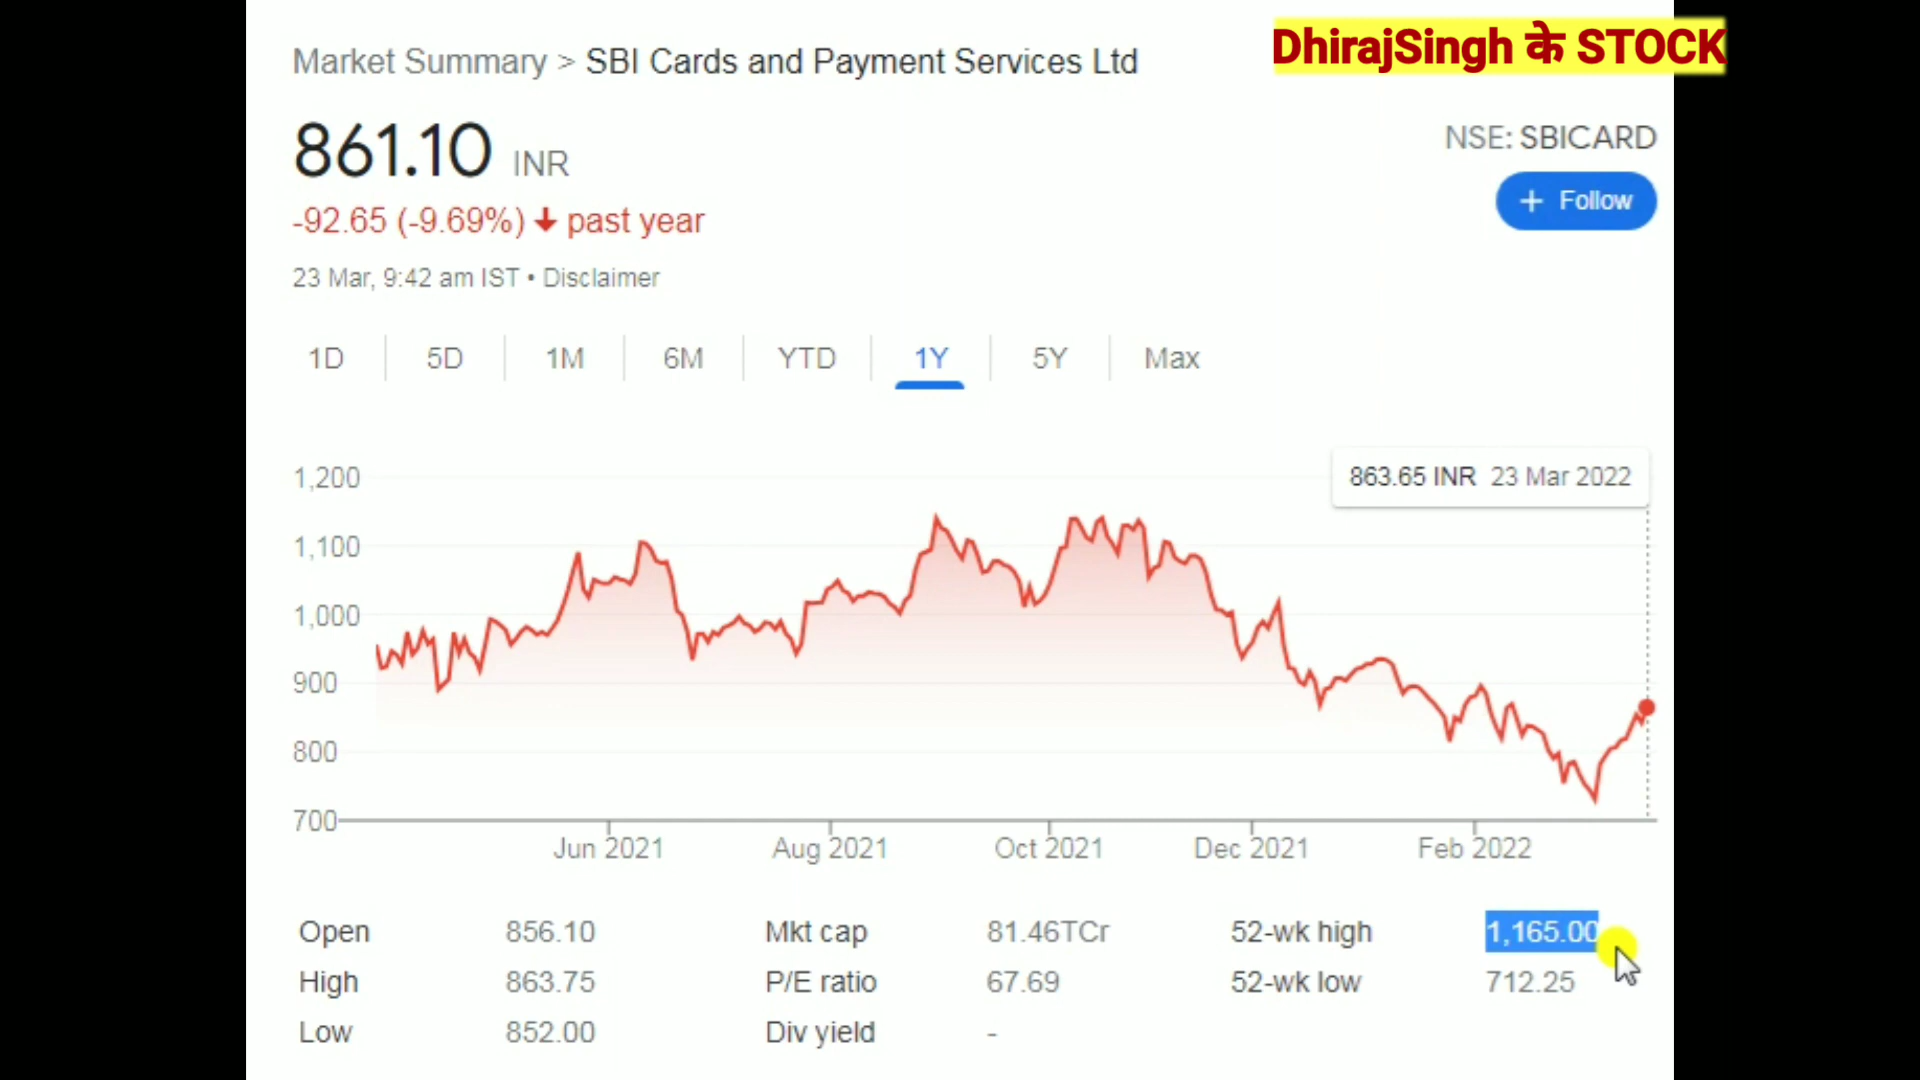 DhirajSingh के STOCK
Market Summary > SBI Cards and Payment Services Ltd
861.10 INR
NSE: SBICARD
+ Follow
-92.65 (-9.69%) ↓ past year
23 Mar, 9:42 am IST • Disclaimer
1D 5D 1M 6M YTD 1Y 5Y Max
863.65 INR 23 Mar 2022
1,200
1,100
1,000
900
800
700
Jun 2021 Aug 2021 Oct 2021 Dec 2021 Feb 2022
Open 856.10 Mkt cap 81.46TCr 52-wk high 1,165.00
High 863.75 P/E ratio 67.69 52-wk low 712.25
Low 852.00 Div yield -